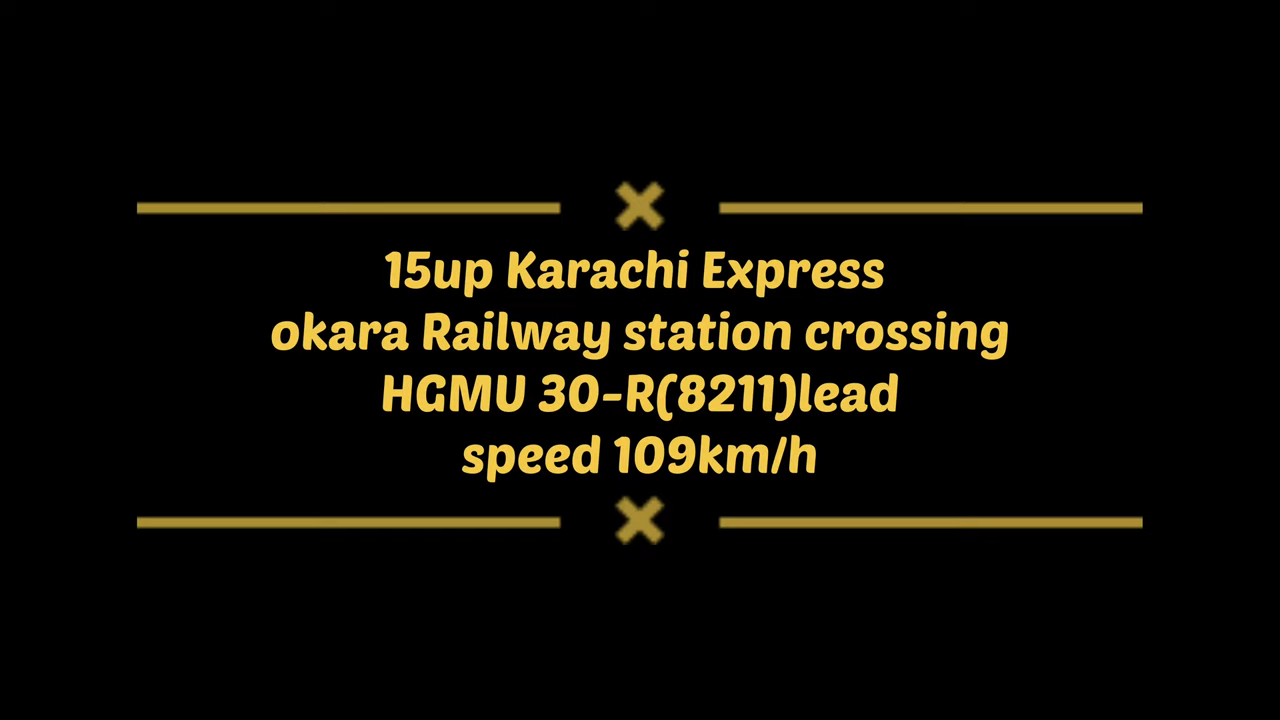 15up Karachi Express
okara Railway station crossing
HGMU 30-R(8211)lead
speed 109km/h